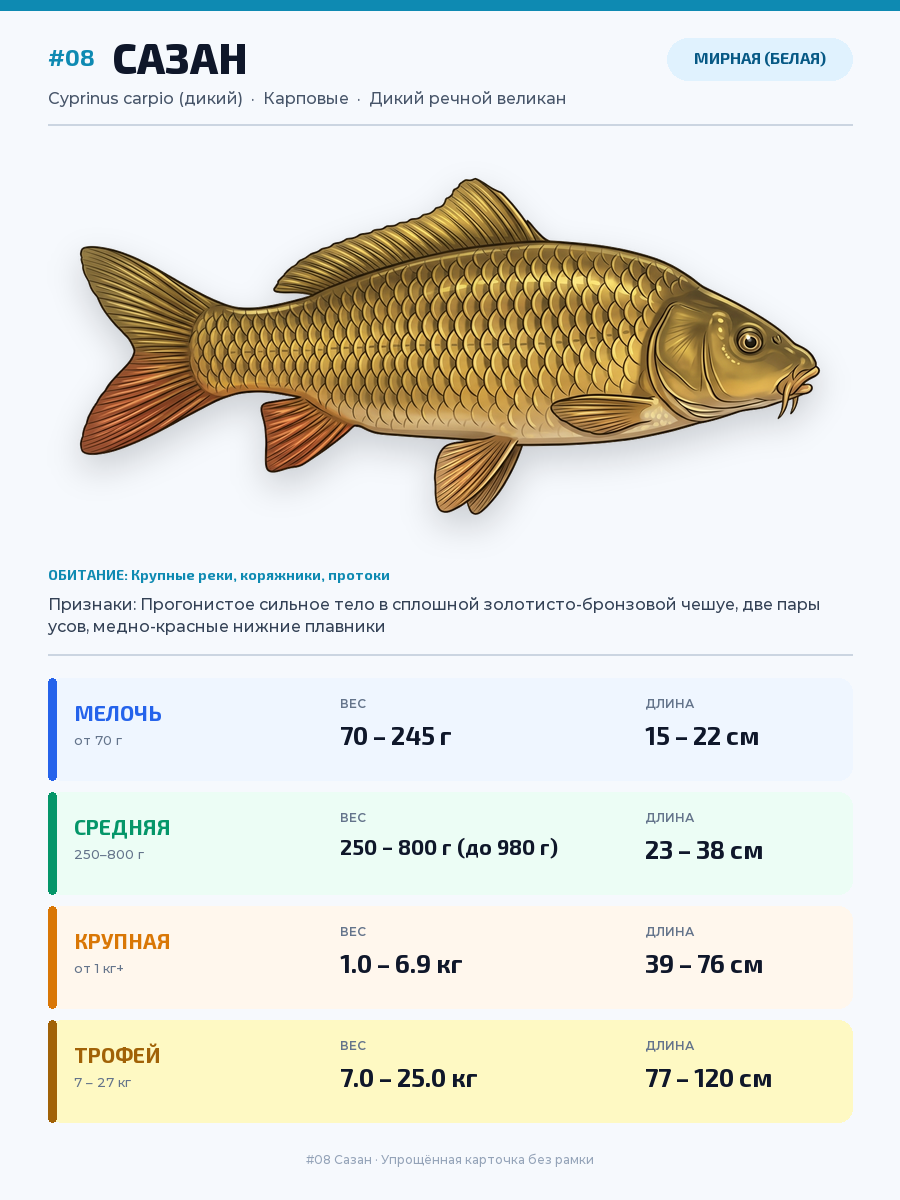 #08 САЗАН
МИРНАЯ (БЕЛАЯ)
Cyprinus carpio (дикий) · Карповые · Дикий речной великан
ОБИТАНИЕ: Крупные реки, коряжники, протоки
Признаки: Прогонистое сильное тело в сплошной золотисто-бронзовой чешуе, две пары
усов, медно-красные нижние плавники
МЕЛОЧЬ
от 70 г
ВЕС
70 – 245 г
ДЛИНА
15 – 22 см
СРЕДНЯЯ
250–800 г
ВЕС
250 – 800 г (до 980 г)
ДЛИНА
23 – 38 см
КРУПНАЯ
от 1 кг+
ВЕС
1.0 – 6.9 кг
ДЛИНА
39 – 76 см
ТРОФЕЙ
7 – 27 кг
ВЕС
7.0 – 25.0 кг
ДЛИНА
77 – 120 см
#08 Сазан · Упрощённая карточка без рамки